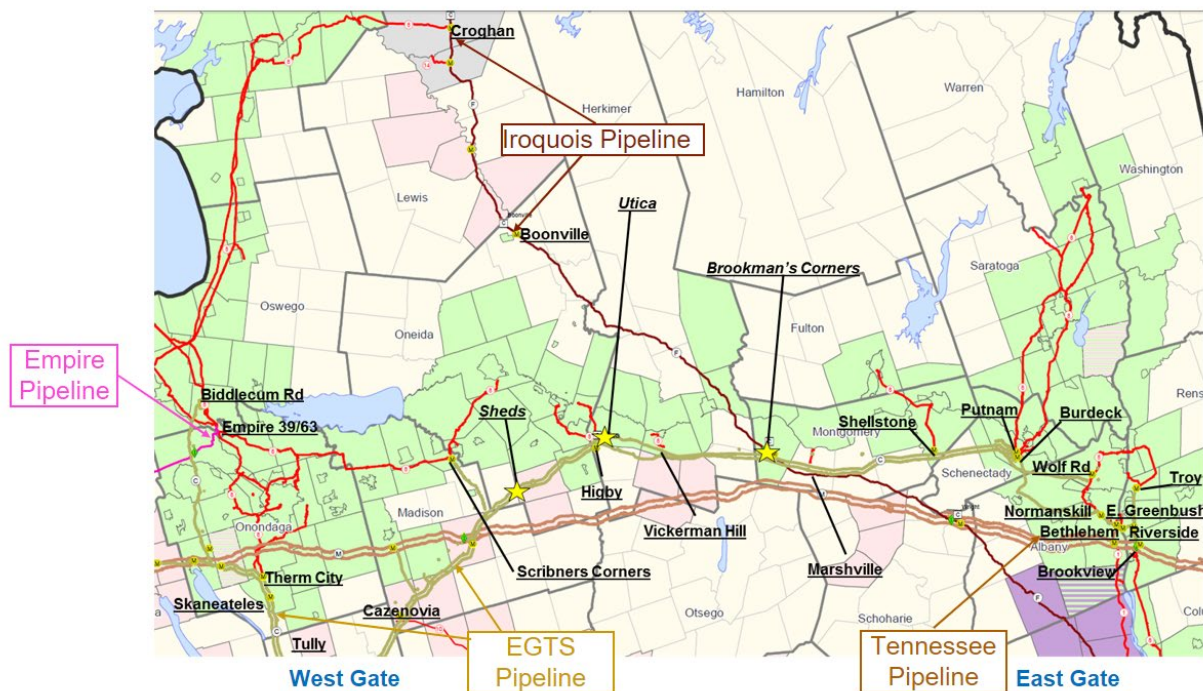 Croghan
Herkimer
Hamilton
Warren
Washington
Iroquois Pipeline
Lewis
Utica
Boonville
Boonville
Brookman's Corners
Saratoga
Oswego
Oneida
Fulton
Empire
Pipeline
Biddlecum Rd
Empire 39/63
Sheds
Shellstone
Putnam
Burdeck
Rens
Montgomery
Schenectady
Wolf Rd
Troy
Higby
Madison
Onondaga
Normanskill
E. Greenbush
Vickerman Hill
Bethlehem
Riverside
Albany
Therm City
Scribners Corners
Marshville
Brookview
Skaneateles
Cazenovia
Otsego
Schoharie
Colu
Tully
EGTS
Pipeline
Tennessee
Pipeline
West Gate
East Gate